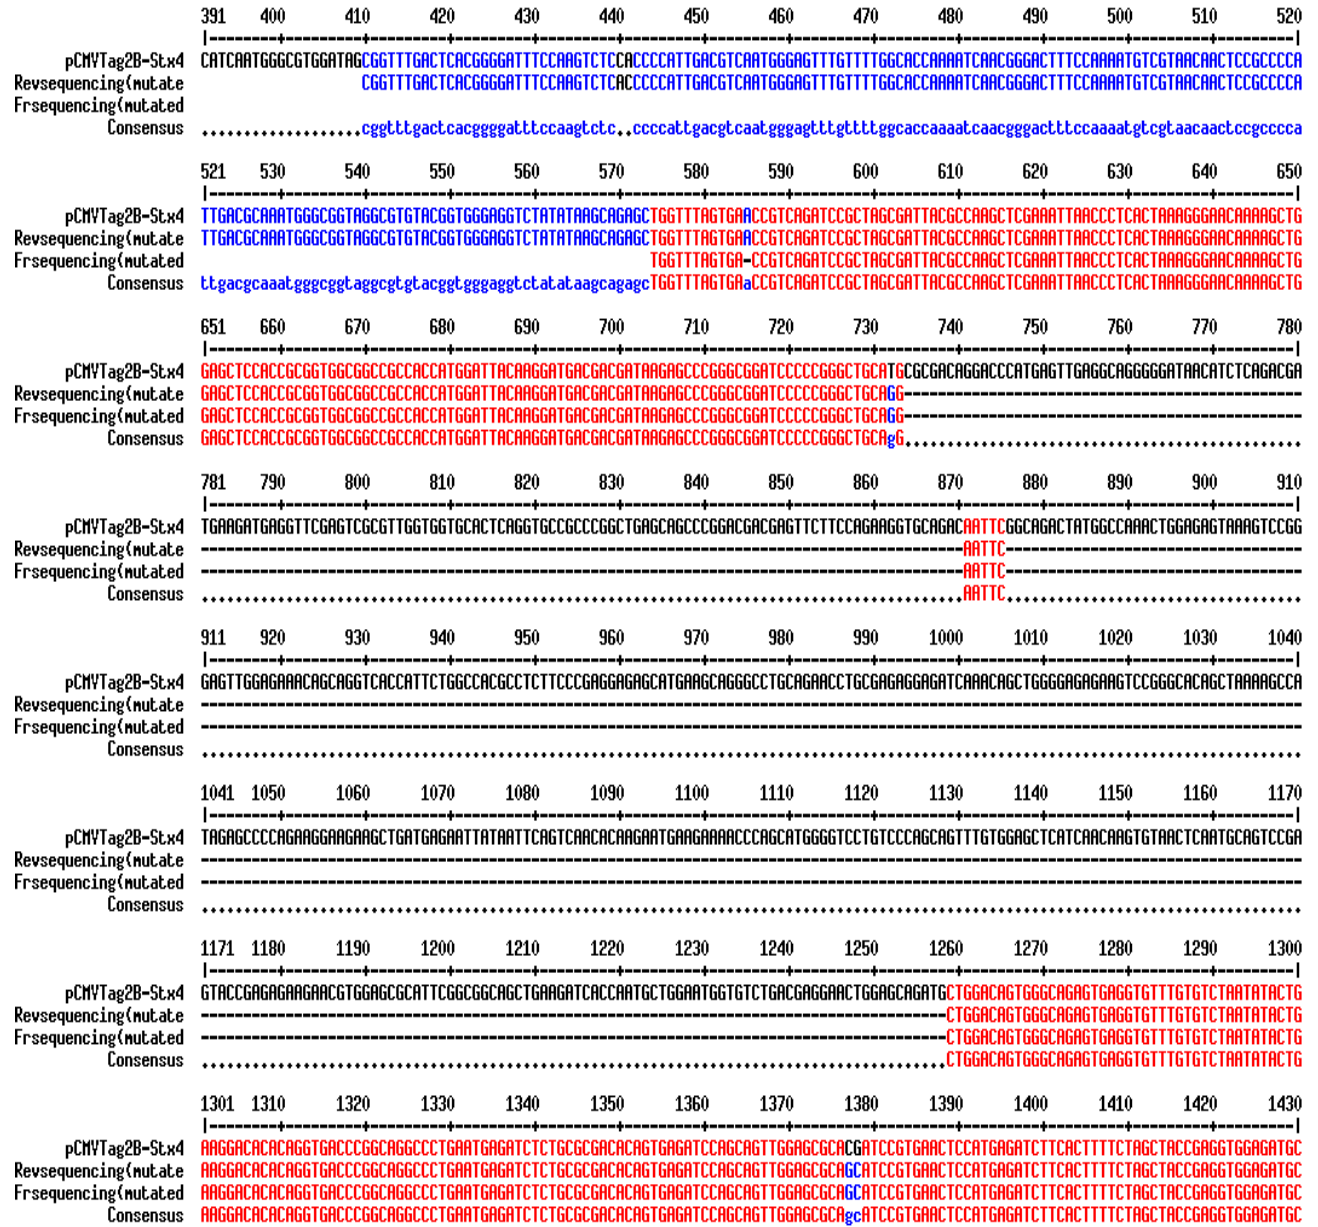 391 400 410 420 430 440 450 460 470 480 490 500 510 520
|--------+---------+---------+---------+---------+---------+---------+---------+---------+---------+---------+---------+---------|
pCMVTag2B-Stx4 CATCAATGGGCGTGGATAGCGGTTTGACTCACGGGGATTTCCAAGTCTCCACCCCATTGACGTCAATGGGAGTTTGTTTTGGCACCAAAATCAACGGGACTTTCCAAAATGTCGTAACAACTCCGCCCCA
Revsequencing(mutate CGGTTTGACTCACGGGGATTTCCAAGTCTCACCCCCATTGACGTCAATGGGAGTTTGTTTTGGCACCAAAATCAACGGGACTTTCCAAAATGTCGTAACAACTCCGCCCCA
Frsequencing(mutated
Consensus ...................cggtttgactcacggggatttccaagtctc..ccccattgacgtcaatgggagtttgttttggcaccaaaatcaacgggactttccaaaatgtcgtaacaactccgcccca
521 530 540 550 560 570 580 590 600 610 620 630 640 650
|--------+---------+---------+---------+---------+---------+---------+---------+---------+---------+---------+---------+---------|
pCMVTag2B-Stx4 TTGACGCAAATGGGCGGTAGGCGTGTACGGTGGGAGGTCTATATAAGCAGAGCTGGTTTAGTGAACCGTCAGATCCGCTAGCGATTACGCCAAGCTCGAAATTAACCCTCACTAAAGGGAACAAAAGCTG
Revsequencing(mutate TTGACGCAAATGGGCGGTAGGCGTGTACGGTGGGAGGTCTATATAAGCAGAGCTGGTTTAGTGAACCGTCAGATCCGCTAGCGATTACGCCAAGCTCGAAATTAACCCTCACTAAAGGGAACAAAAGCTG
Frsequencing(mutated TGGTTTAGTGA-CCGTCAGATCCGCTAGCGATTACGCCAAGCTCGAAATTAACCCTCACTAAAGGGAACAAAAGCTG
Consensus ttgacgcaaatgggcggtaggcgtgtacggtgggaggtctatataagcagagcTGGTTTAGTGAaCCGTCAGATCCGCTAGCGATTACGCCAAGCTCGAAATTAACCCTCACTAAAGGGAACAAAAGCTG
651 660 670 680 690 700 710 720 730 740 750 760 770 780
|--------+---------+---------+---------+---------+---------+---------+---------+---------+---------+---------+---------+---------|
pCMVTag2B-Stx4 GAGCTCCACCGCGGTGGCGGCCGCCACCATGGATTACAAGGATGACGACGATAAGAGCCCGGGCGGATCCCCCGGGCTGCATGCGCGACAGGACCCATGAGTTGAGGCAGGGGGATAACATCTCAGACGA
Revsequencing(mutate GAGCTCCACCGCGGTGGCGGCCGCCACCATGGATTACAAGGATGACGACGATAAGAGCCCGGGCGGATCCCCCGGGCTGCAGG-----------------------------------------------
Frsequencing(mutated GAGCTCCACCGCGGTGGCGGCCGCCACCATGGATTACAAGGATGACGACGATAAGAGCCCGGGCGGATCCCCCGGGCTGCAGG-----------------------------------------------
Consensus GAGCTCCACCGCGGTGGCGGCCGCCACCATGGATTACAAGGATGACGACGATAAGAGCCCGGGCGGATCCCCCGGGCTGCAgG...............................................
781 790 800 810 820 830 840 850 860 870 880 890 900 910
|--------+---------+---------+---------+---------+---------+---------+---------+---------+---------+---------+---------+---------|
pCMVTag2B-Stx4 TGAAGATGAGGTTCGAGTCGCGTTGGTGGTGCACTCAGGTGCCGCCCGGCTGAGCAGCCCGGACGACGAGTTCTTCCAGAAGGTGCAGACAATTCGGCAGACTATGGCCAAACTGGAGAGTAAAGTCCGG
Revsequencing(mutate ------------------------------------------------------------------------------------------AATTC-----------------------------------
Frsequencing(mutated ------------------------------------------------------------------------------------------AATTC-----------------------------------
Consensus ..........................................................................................AATTC...................................
911 920 930 940 950 960 970 980 990 1000 1010 1020 1030 1040
|--------+---------+---------+---------+---------+---------+---------+---------+---------+---------+---------+---------+---------|
pCMVTag2B-Stx4 GAGTTGGAGAAACAGCAGGTCACCATTCTGGCCACGCCTCTTCCCGAGGAGAGCATGAAGCAGGGCCTGCAGAACCTGCGAGAGGAGATCAAACAGCTGGGGAGAGAAGTCCGGGCACAGCTAAAAGCCA
Revsequencing(mutate ----------------------------------------------------------------------------------------------------------------------------------
Frsequencing(mutated ----------------------------------------------------------------------------------------------------------------------------------
Consensus ..................................................................................................................................
1041 1050 1060 1070 1080 1090 1100 1110 1120 1130 1140 1150 1160 1170
|--------+---------+---------+---------+---------+---------+---------+---------+---------+---------+---------+---------+---------|
pCMVTag2B-Stx4 TAGAGCCCCAGAAGGAAGAAGCTGATGAGAATTATAATTCAGTCAACACAAGAATGAAGAAAACCCAGCATGGGGTCCTGTCCCAGCAGTTTGTGGAGCTCATCAACAAGTGTAACTCAATGCAGTCCGA
Revsequencing(mutate ----------------------------------------------------------------------------------------------------------------------------------
Frsequencing(mutated ----------------------------------------------------------------------------------------------------------------------------------
Consensus ..................................................................................................................................
1171 1180 1190 1200 1210 1220 1230 1240 1250 1260 1270 1280 1290 1300
|--------+---------+---------+---------+---------+---------+---------+---------+---------+---------+---------+---------+---------|
pCMVTag2B-Stx4 GTACCGAGAGAAGAACGTGGAGCGCATTCGGCGGCAGCTGAAGATCACCAATGCTGGAATGGTGTCTGACGAGGAACTGGAGCAGATGCTGGACAGTGGGCAGAGTGAGGTGTTTGTGTCTAATATACTG
Revsequencing(mutate ----------------------------------------------------------------------------------------CTGGACAGTGGGCAGAGTGAGGTGTTTGTGTCTAATATACTG
Frsequencing(mutated ----------------------------------------------------------------------------------------CTGGACAGTGGGCAGAGTGAGGTGTTTGTGTCTAATATACTG
Consensus ........................................................................................CTGGACAGTGGGCAGAGTGAGGTGTTTGTGTCTAATATACTG
1301 1310 1320 1330 1340 1350 1360 1370 1380 1390 1400 1410 1420 1430
|--------+---------+---------+---------+---------+---------+---------+---------+---------+---------+---------+---------+---------|
pCMVTag2B-Stx4 AAGGACACACAGGTGACCCGGCAGGCCCTGAATGAGATCTCTGCGCGACACAGTGAGATCCAGCAGTTGGAGCGCACGATCCGTGAACTCCATGAGATCTTCACTTTTCTAGCTACCGAGGTGGAGATGC
Revsequencing(mutate AAGGACACACAGGTGACCCGGCAGGCCCTGAATGAGATCTCTGCGCGACACAGTGAGATCCAGCAGTTGGAGCGCAGCATCCGTGAACTCCATGAGATCTTCACTTTTCTAGCTACCGAGGTGGAGATGC
Frsequencing(mutated AAGGACACACAGGTGACCCGGCAGGCCCTGAATGAGATCTCTGCGCGACACAGTGAGATCCAGCAGTTGGAGCGCAGCATCCGTGAACTCCATGAGATCTTCACTTTTCTAGCTACCGAGGTGGAGATGC
Consensus AAGGACACACAGGTGACCCGGCAGGCCCTGAATGAGATCTCTGCGCGACACAGTGAGATCCAGCAGTTGGAGCGCAgcATCCGTGAACTCCATGAGATCTTCACTTTTCTAGCTACCGAGGTGGAGATGC